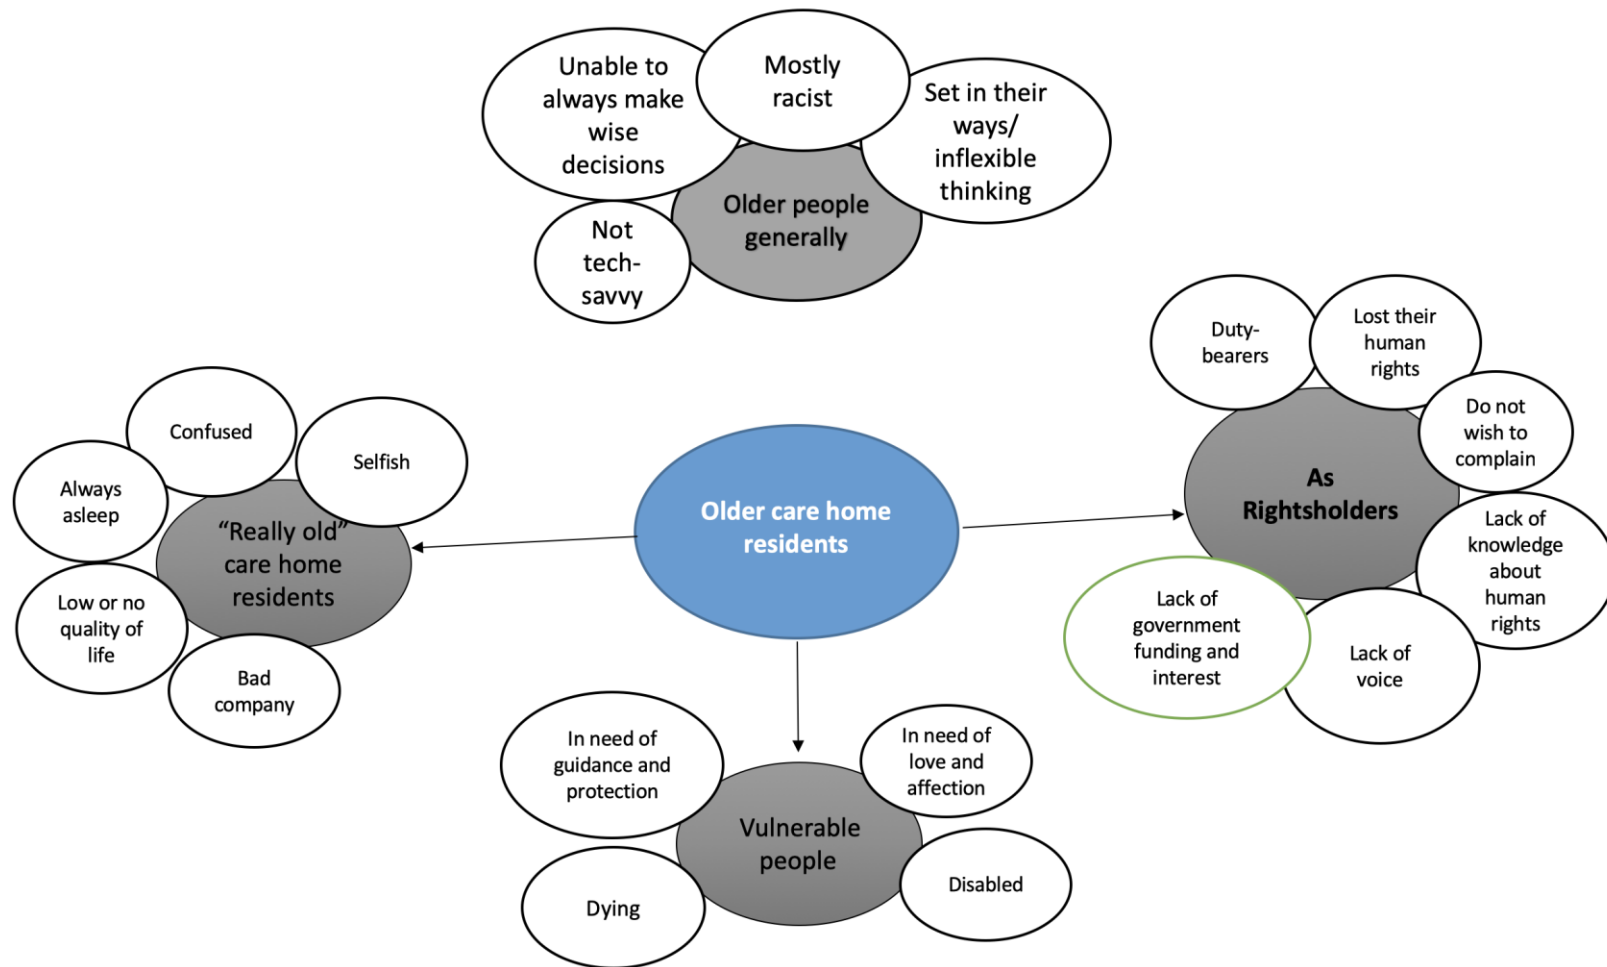 Unable to
always make
wise
decisions
Mostly
racist
Set in their
ways/
inflexible
thinking
Not
tech-
savvy
Older people
generally
Duty-
bearers
Lost their
human
rights
Do not
wish to
complain
As
Rightsholders
Lack of
knowledge
about
human
rights
Lack of
voice
Lack of
government
funding and
interest
Confused
Selfish
Always
asleep
"Really old"
care home
residents
Low or no
quality of
life
Bad
company
Older care home
residents
In need of
guidance and
protection
In need of
love and
affection
Vulnerable
people
Dying
Disabled